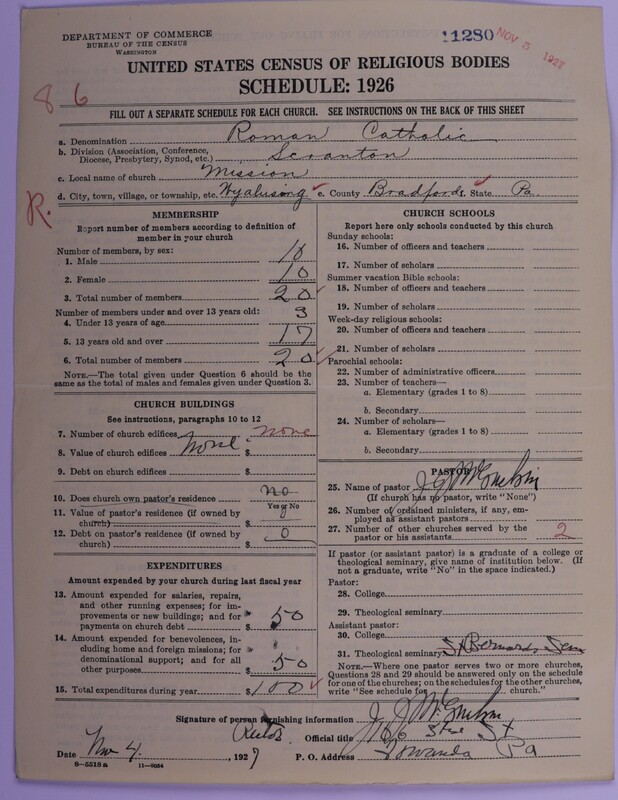 DEPARTMENT OF COMMERCE
BUREAU OF THE CENSUS
WASHINGTON
11280 NOV 5 1927
UNITED STATES CENSUS OF RELIGIOUS BODIES
SCHEDULE: 1926
8 6
FILL OUT A SEPARATE SCHEDULE FOR EACH CHURCH. SEE INSTRUCTIONS ON THE BACK OF THIS SHEET
a. Denomination Roman Catholic
b. Division (Association, Conference,
Diocese, Presbytery, Synod, etc.) Scranton
c. Local name of church Mission
d. City, town, village, or township, etc. Wyalusing e. County Bradford f. State Pa.
R.
MEMBERSHIP
Report number of members according to definition of
member in your church
Number of members, by sex:
1. Male 10
2. Female 10
3. Total number of members 20
Number of members under and over 13 years old:
4. Under 13 years of age 3
5. 13 years old and over 17
6. Total number of members 20
NOTE.—The total given under Question 6 should be
the same as the total of males and females given under Question 3.
CHURCH BUILDINGS
See instructions, paragraphs 10 to 12
7. Number of church edifices none
8. Value of church edifices none $
9. Debt on church edifices $
10. Does church own pastor's residence no
Yes or No
11. Value of pastor's residence (if owned by
church) $
12. Debt on pastor's residence (if owned by
church) $ 0
EXPENDITURES
Amount expended by your church during last fiscal year
13. Amount expended for salaries, repairs,
and other running expenses; for im-
provements or new buildings; and for
payments on church debt $ 50
14. Amount expended for benevolences, in-
cluding home and foreign missions; for
denominational support; and for all
other purposes $ 50
15. Total expenditures during year $ 100
CHURCH SCHOOLS
Report here only schools conducted by this church
Sunday schools:
16. Number of officers and teachers
17. Number of scholars
Summer vacation Bible schools:
18. Number of officers and teachers
19. Number of scholars
Week-day religious schools:
20. Number of officers and teachers
21. Number of scholars
Parochial schools:
22. Number of administrative officers
23. Number of teachers—
a. Elementary (grades 1 to 8)
b. Secondary
24. Number of scholars—
a. Elementary (grades 1 to 8)
b. Secondary
PASTOR
25. Name of pastor
(If church has no pastor, write "None")
26. Number of ordained ministers, if any, em-
ployed as assistant pastors
27. Number of other churches served by the
pastor or his assistants 2
If pastor (or assistant pastor) is a graduate of a college or
theological seminary, give name of institution below. (If
not a graduate, write "No" in the space indicated.)
Pastor:
28. College
29. Theological seminary
Assistant pastor:
30. College
31. Theological seminary St Bernards Sem
NOTE.—Where one pastor serves two or more churches,
Questions 28 and 29 should be answered only on the schedule
for one of the churches; on the schedules for the other churches,
write "See schedule for church."
Signature of person furnishing information
Rector Official title
Date Nov 4, 1927 P. O. Address Towanda Pa
8—5518a 11—9054